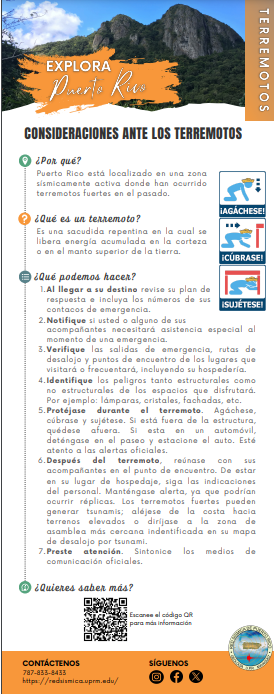 EXPLORA
Puerto Rico
TERREMOTOS
CONSIDERACIONES ANTE LOS TERREMOTOS
¿Por qué?
Puerto Rico está localizado en una zona
sísmicamente activa donde han ocurrido
terremotos fuertes en el pasado.
¿Qué es un terremoto?
Es una sacudida repentina en la cual se
libera energía acumulada en la corteza
o en el manto superior de la tierra.
¡AGÁCHESE!
¡CÚBRASE!
¡SUJÉTESE!
¿Qué podemos hacer?
1.Al llegar a su destino revise su plan de
respuesta e incluya los números de sus
contacos de emergencia.
2.Notifique si usted o alguno de sus
acompañantes necesitará asistencia especial al
momento de una emergencia.
3.Verifique las salidas de emergencia, rutas de
desalojo y puntos de encuentro de los lugares que
visitará o frecuentará, incluyendo su hospedaje.
4.Identifique los peligros tanto estructurales como
no estructurales de los espacios que disfrutará.
Por ejemplo: lámparas, cristales, fachadas, etc.
5.Protéjase durante el terremoto. Agáchese,
cúbrase y sujétese. Si está fuera de la estructura,
quédese afuera. Si esta en un automóvil,
deténgase en el paseo y estacione el auto. Esté
atento a las alertas oficiales.
6.Después del terremoto, reúnase con sus
acompañantes en el punto de encuentro. De estar
en su lugar de hospedaje, siga las indicaciones
del personal. Manténgase alerta, ya que podrían
ocurrir réplicas. Los terremotos fuertes pueden
generar tsunamis; aléjese de la costa hacia
terrenos elevados o diríjase a la zona de
asamblea más cercana indentificada en su mapa
de desalojo por tsunami.
7.Preste atención. Sintonice los medios de
comunicación oficiales.
¿Quieres saber más?
Escanee el código QR
para más información
CONTÁCTENOS
787-833-8433
https://redsismica.uprm.edu/
SÍGUENOS